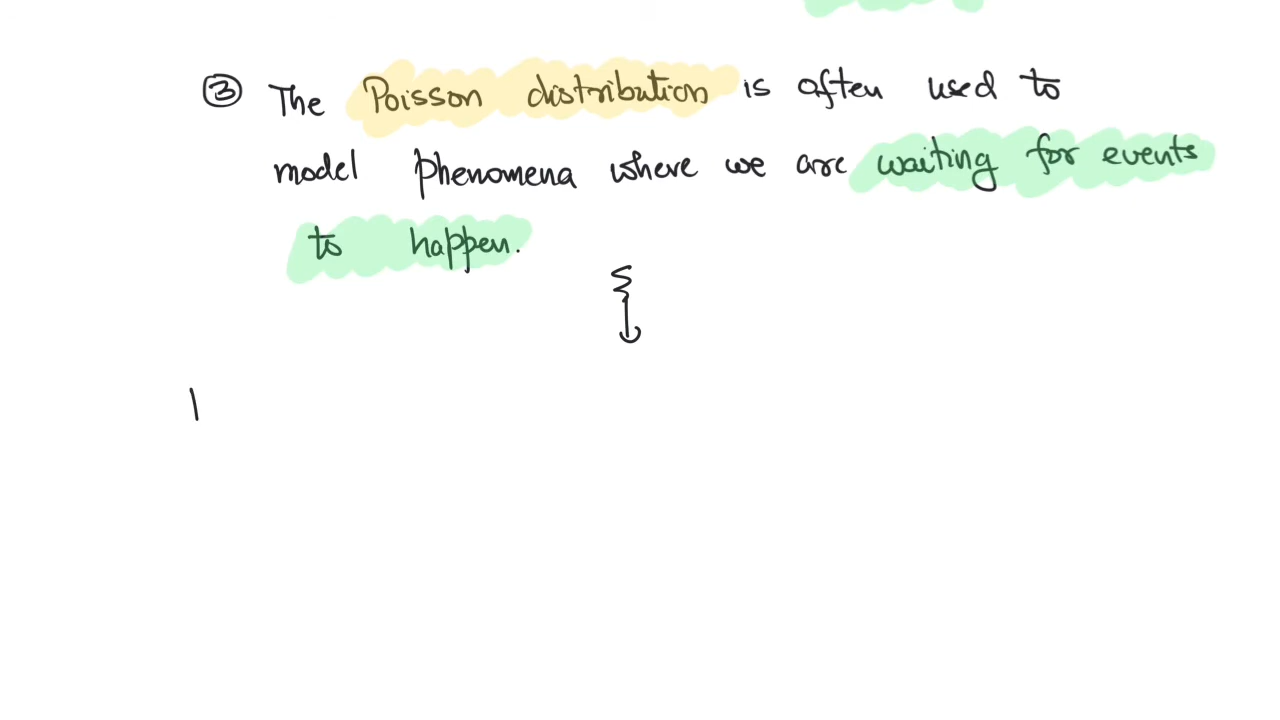 ③ The Poisson distribution is often used to
model phenomena where we are waiting for events
to happen.